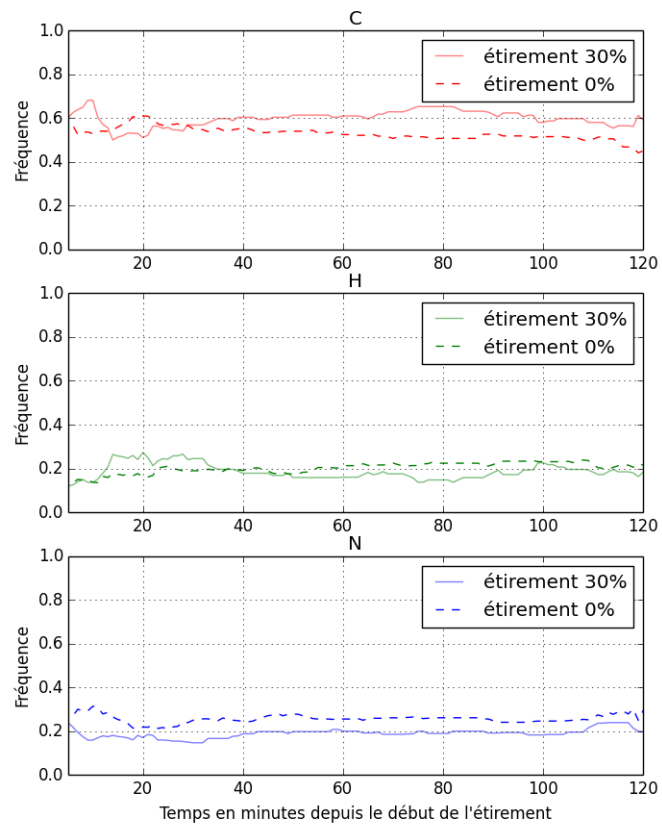 C
1.0
0.8
0.6
0.4
0.2
0.0
Fréquence
étirement 30%
étirement 0%
20 40 60 80 100 120
H
1.0
0.8
0.6
0.4
0.2
0.0
Fréquence
étirement 30%
étirement 0%
20 40 60 80 100 120
N
1.0
0.8
0.6
0.4
0.2
0.0
Fréquence
étirement 30%
étirement 0%
20 40 60 80 100 120
Temps en minutes depuis le début de l'étirement